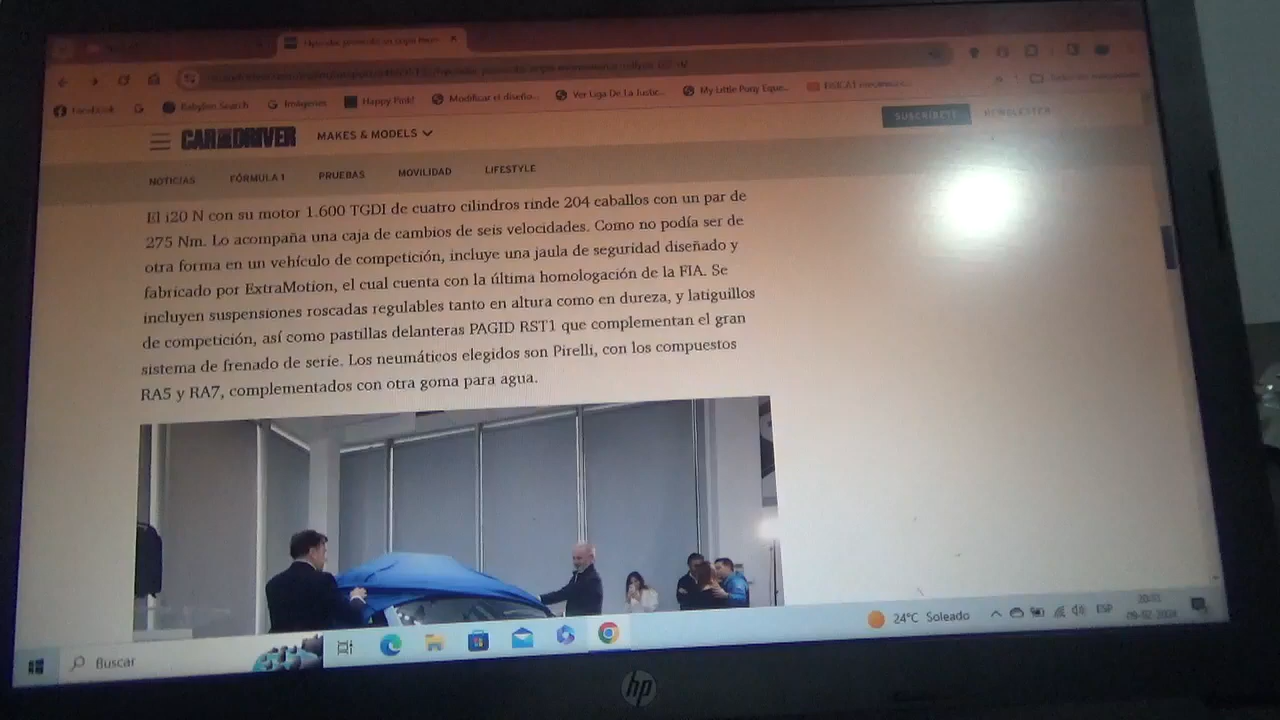 Facebook
Babylon Search
Imágenes
Happy Pink!
Modificar el diseño...
Ver Liga De La Justic...
My Little Pony Eque...
CAR AND DRIVER
MAKES & MODELS
SUSCRÍBETE
NEWSLETTER
NOTICIAS
FÓRMULA 1
PRUEBAS
MOVILIDAD
LIFESTYLE
El i20 N con su motor 1.600 TGDI de cuatro cilindros rinde 204 caballos con un par de
275 Nm. Lo acompaña una caja de cambios de seis velocidades. Como no podía ser de
otra forma en un vehículo de competición, incluye una jaula de seguridad diseñado y
fabricado por ExtraMotion, el cual cuenta con la última homologación de la FIA. Se
incluyen suspensiones roscadas regulables tanto en altura como en dureza, y latiguillos
de competición, así como pastillas delanteras PAGID RST1 que complementan el gran
sistema de frenado de serie. Los neumáticos elegidos son Pirelli, con los compuestos
RA5 y RA7, complementados con otra goma para agua.
Buscar
24°C Soleado
ESP
hp